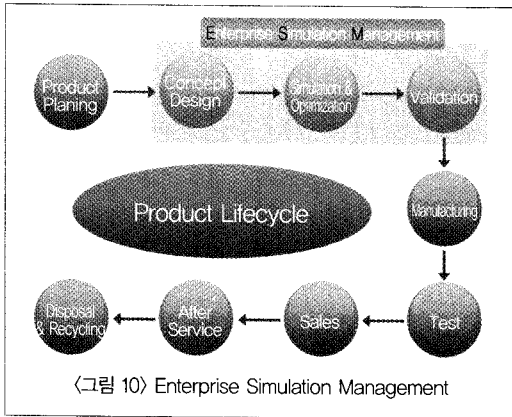 Enterprise Simulation Management
Product
Planing
Concept
Design
Simulation &
Optimization
Validation
Product Lifecycle
Manufacturing
Disposal
& Recycling
After
Service
Sales
Test
〈그림 10〉 Enterprise Simulation Management